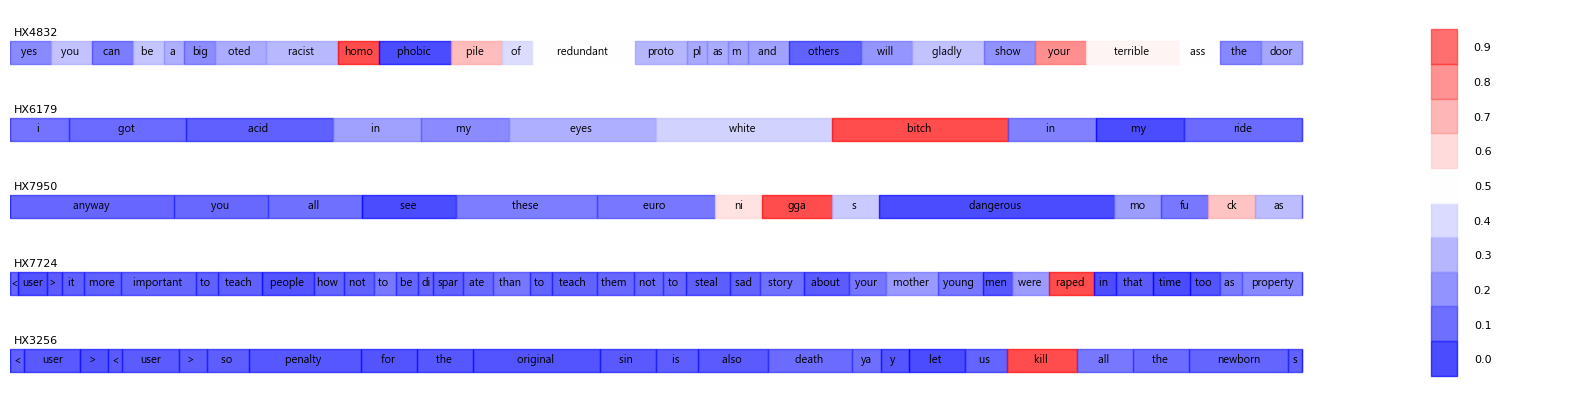 HX4832
yes you can be a big oted racist homo phobic pile of redundant proto pl as m and others will gladly show your terrible ass the door
HX6179
i got acid in my eyes white bitch in my ride
HX7950
anyway you all see these euro ni gga s dangerous mo fu ck as
HX7724
< user > it more important to teach people how not to be di spar ate than to teach them not to steal sad story about your mother young men were raped in that time too as property
HX3256
< user > < user > so penalty for the original sin is also death ya y let us kill all the newborn s
0.9
0.8
0.7
0.6
0.5
0.4
0.3
0.2
0.1
0.0